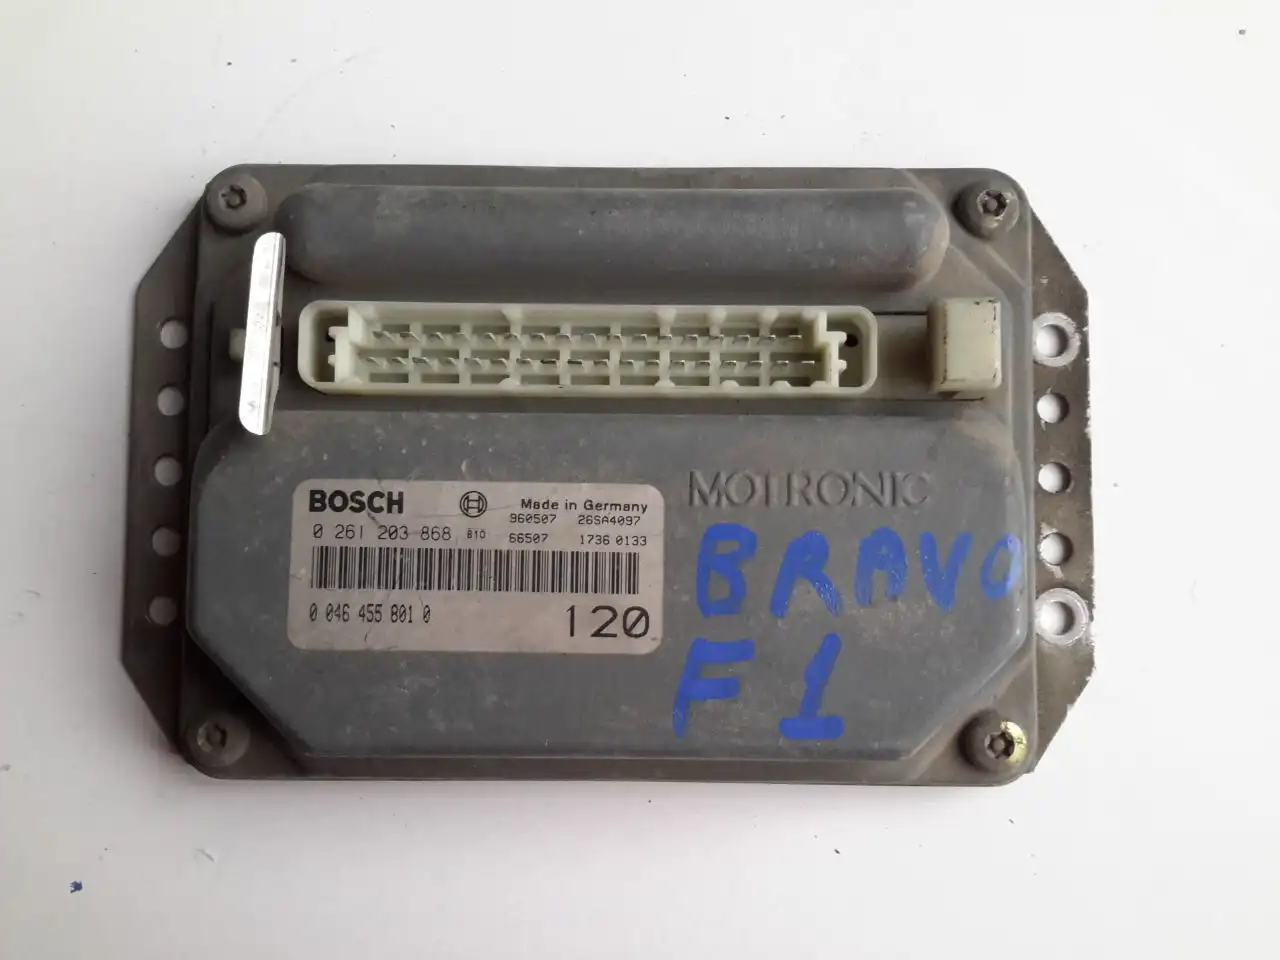 BOSCH Made in Germany
960507 26SA4097
0 261 203 868 B10
66507 1736 0133
0 046 455 801 0
120
MOTRONIC
BRAVO
F1